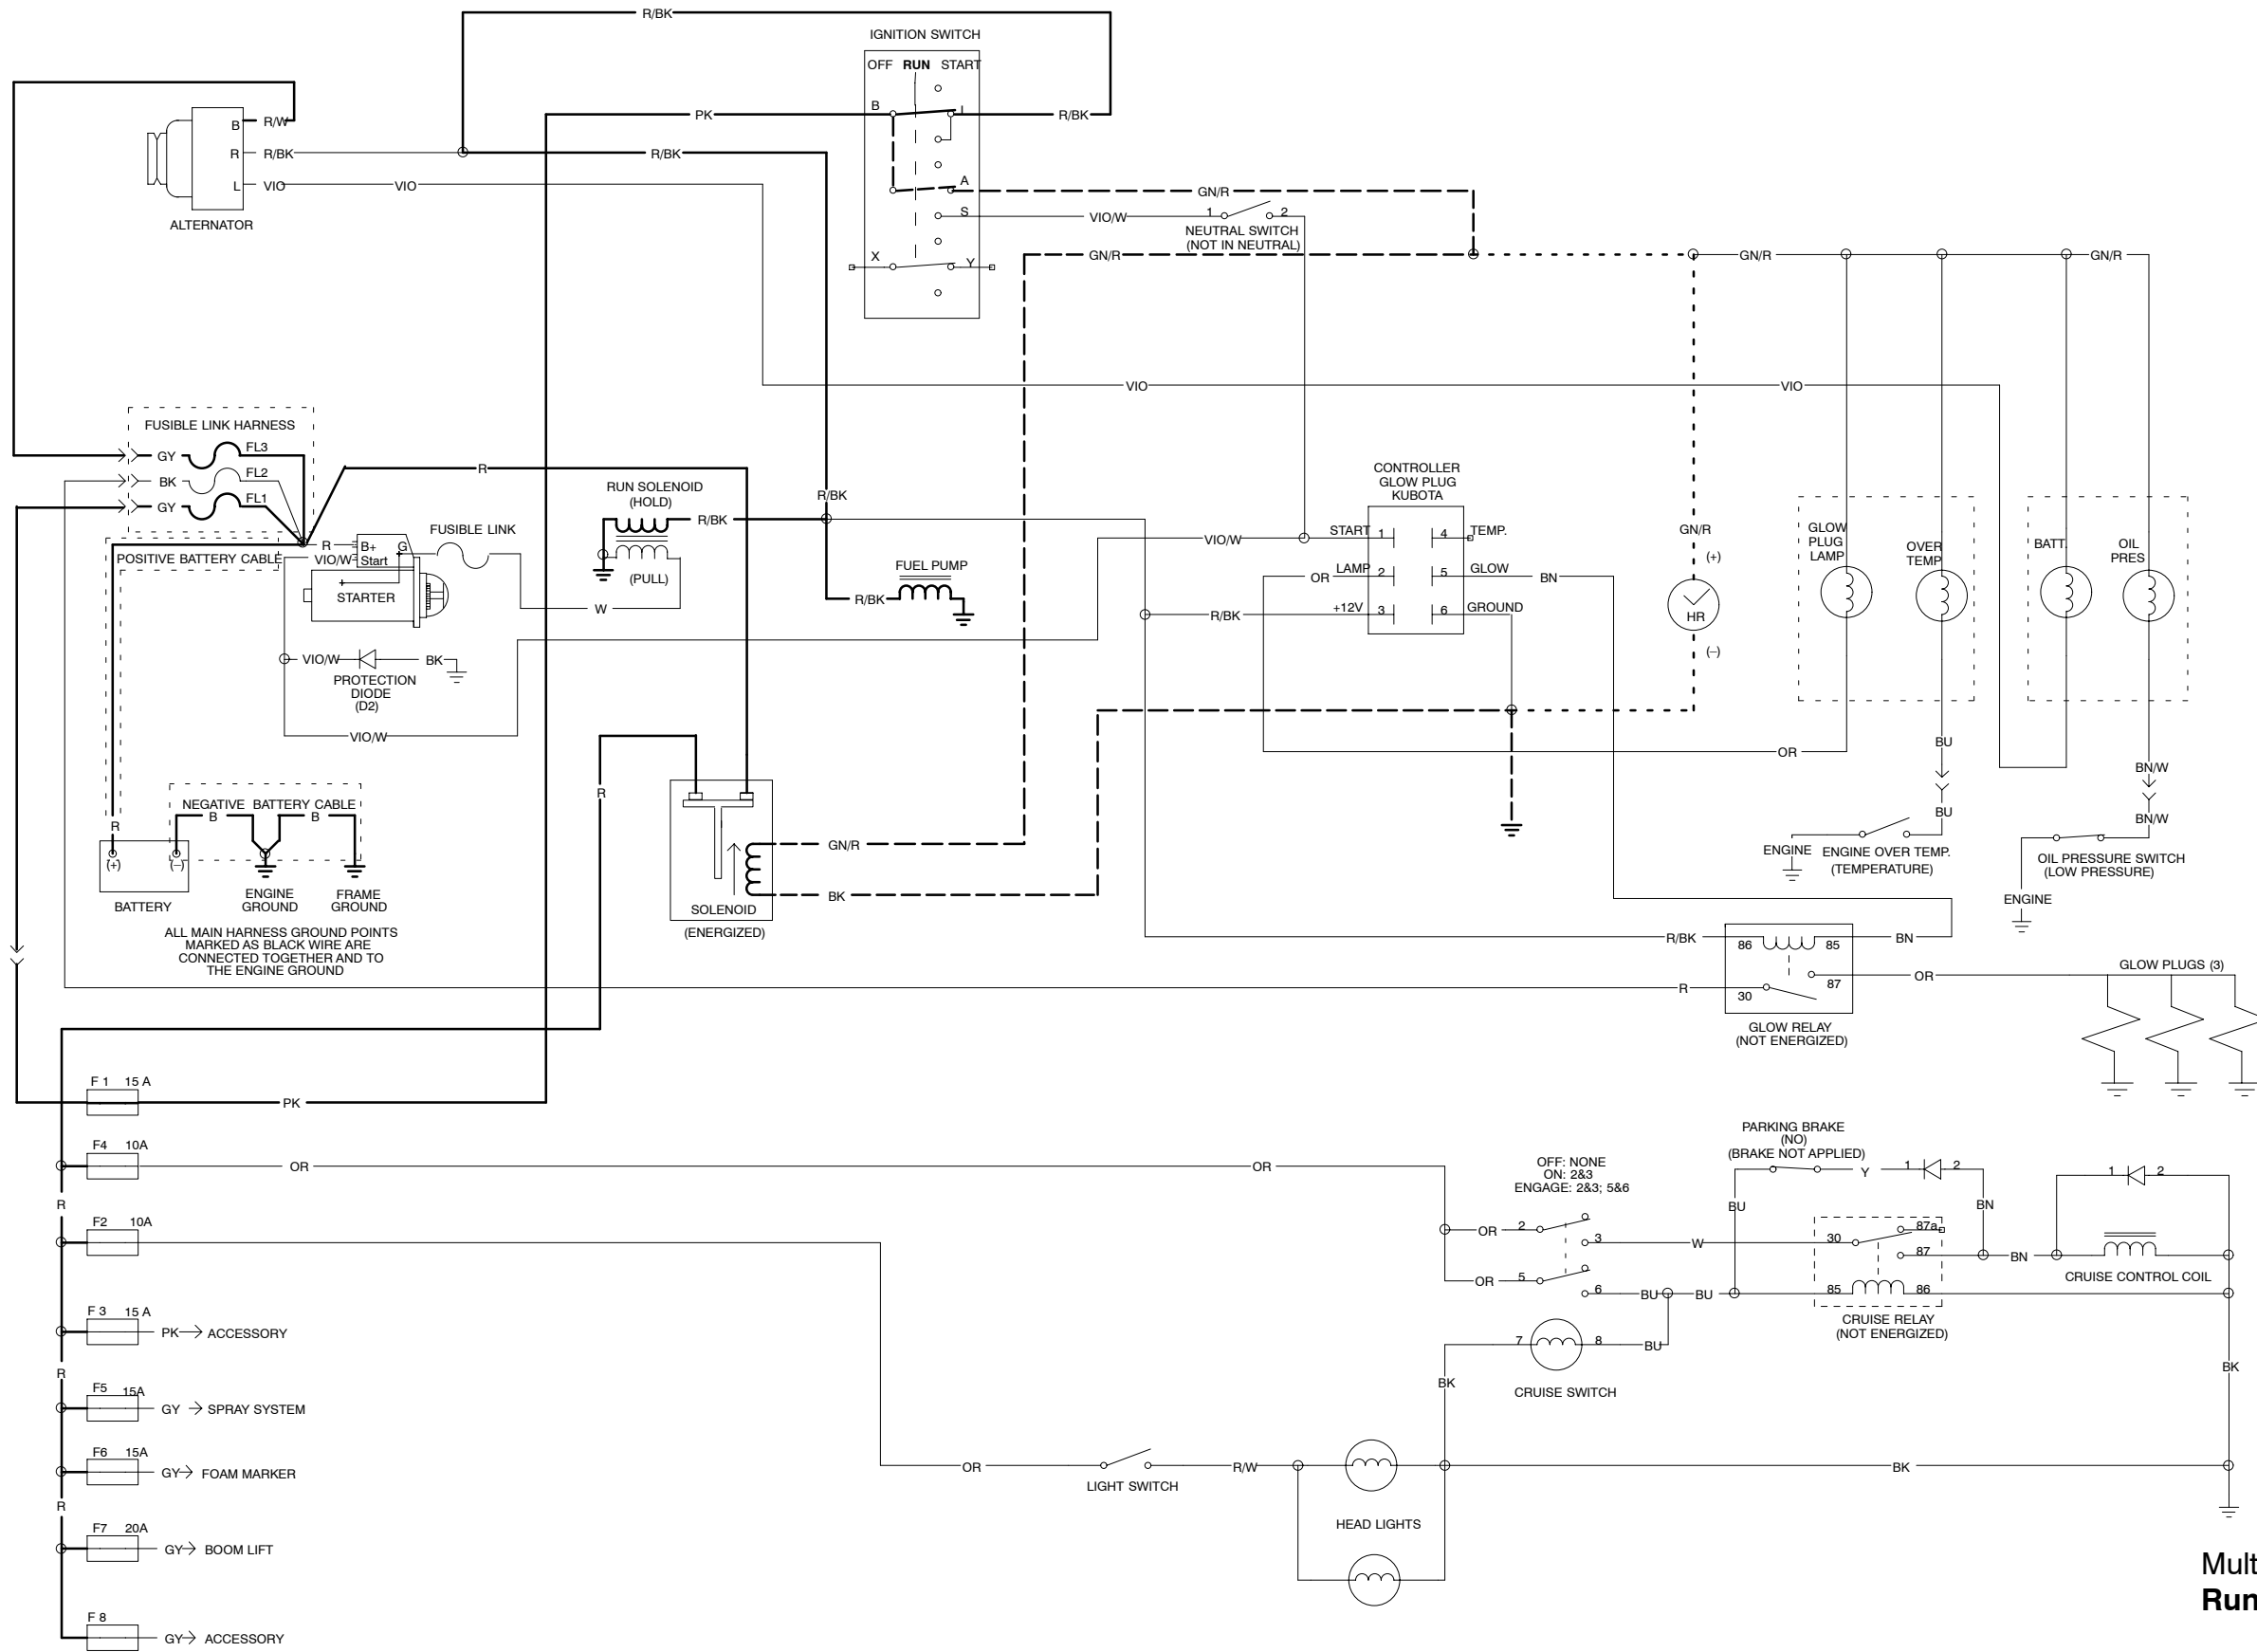 R/BK
IGNITION SWITCH
OFF RUN START
B
I
PK
R/BK
B
R/W
R
R/BK
R/BK
L
VIO
VIO
ALTERNATOR
A
GN/R
S
VIO/W
1
2
NEUTRAL SWITCH
(NOT IN NEUTRAL)
X
Y
GN/R
GN/R
GN/R
VIO
VIO
FUSIBLE LINK HARNESS
GY
FL3
BK
FL2
GY
FL1
R
RUN SOLENOID
(HOLD)
R/BK
R/BK
(PULL)
W
FUSIBLE LINK
POSITIVE BATTERY CABLE
R
B+
G
VIO/W
Start
STARTER
VIO/W
BK
PROTECTION
DIODE
(D2)
VIO/W
FUEL PUMP
R/BK
CONTROLLER
GLOW PLUG
KUBOTA
VIO/W
START
1
4
TEMP.
OR
LAMP
2
5
GLOW
BN
R/BK
+12V
3
6
GROUND
GN/R
(+)
HR
(–)
GLOW
PLUG
LAMP
OVER
TEMP
BATT.
OIL
PRES
OR
BU
BU
BN/W
BN/W
ENGINE
ENGINE OVER TEMP.
(TEMPERATURE)
OIL PRESSURE SWITCH
(LOW PRESSURE)
ENGINE
NEGATIVE BATTERY CABLE
B
B
R
(+)
(–)
BATTERY
ENGINE
GROUND
FRAME
GROUND
ALL MAIN HARNESS GROUND POINTS
MARKED AS BLACK WIRE ARE
CONNECTED TOGETHER AND TO
THE ENGINE GROUND
R
GN/R
BK
SOLENOID
(ENERGIZED)
R/BK
86
85
BN
87
OR
R
30
GLOW RELAY
(NOT ENERGIZED)
GLOW PLUGS (3)
F 1 15 A
PK
F4 10A
OR
OR
R
F2 10A
F 3 15 A
PK
ACCESSORY
R
F5 15A
GY
SPRAY SYSTEM
F6 15A
GY
FOAM MARKER
R
F7 20A
GY
BOOM LIFT
F 8
GY
ACCESSORY
OFF: NONE
ON: 2&3
ENGAGE: 2&3; 5&6
PARKING BRAKE
(NO)
(BRAKE NOT APPLIED)
Y
1
2
1
2
BU
BN
OR
2
3
W
30
87a
87
BN
CRUISE CONTROL COIL
OR
5
6
BU
BU
85
86
CRUISE RELAY
(NOT ENERGIZED)
7
8
BU
CRUISE SWITCH
BK
BK
OR
LIGHT SWITCH
R/W
BK
HEAD LIGHTS
Mult
Run